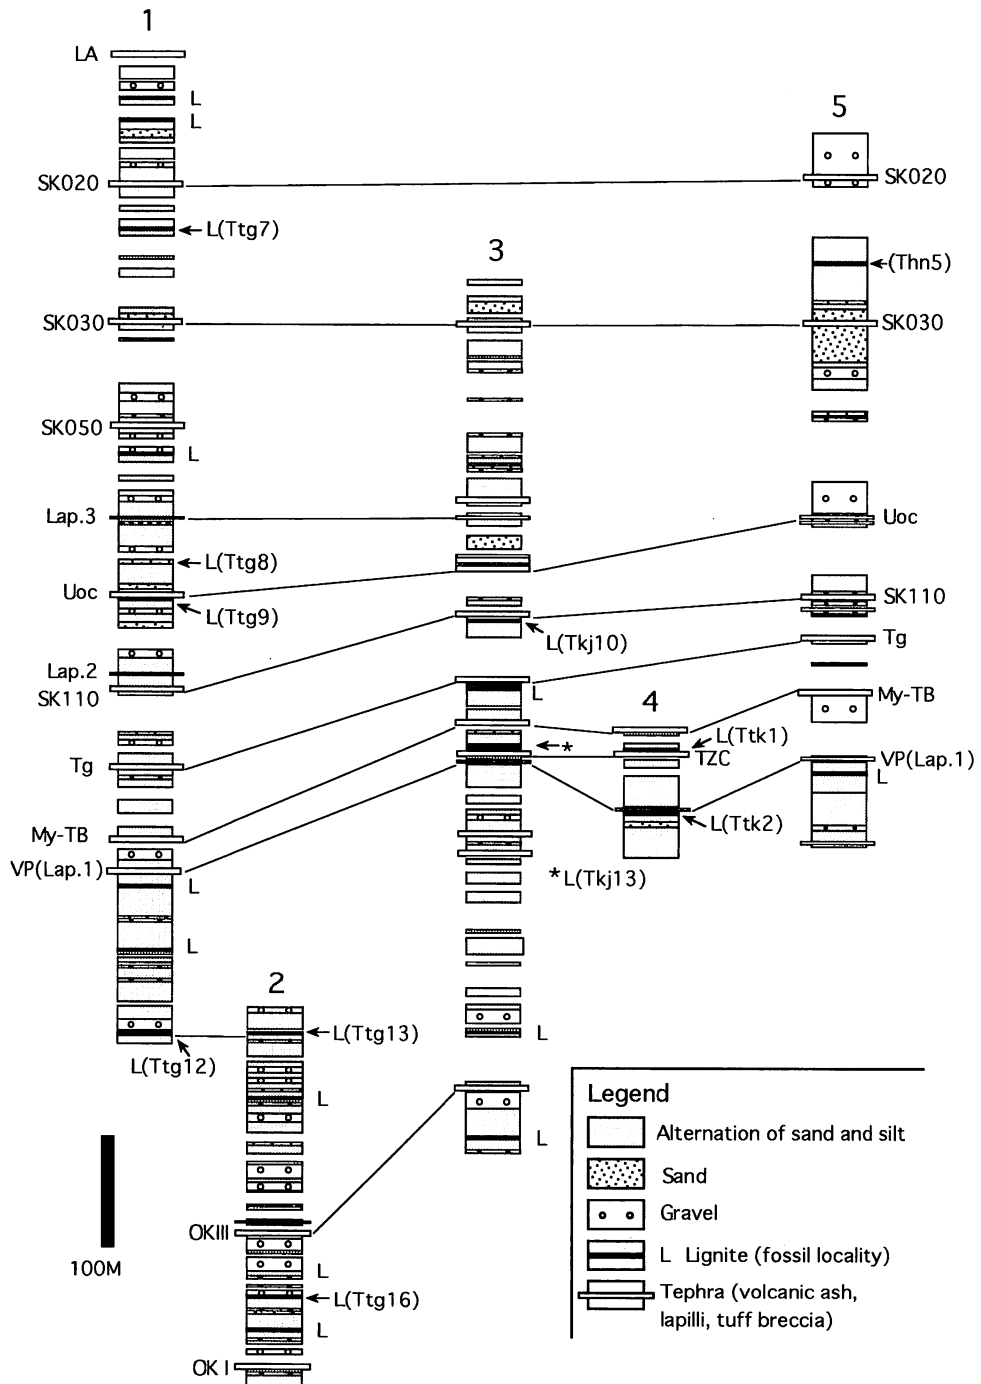 1
LA
L
L
SK020
L(Ttg7)
SK030
SK050
L
Lap.3
L(Ttg8)
Uoc
L(Ttg9)
Lap.2
SK110
Tg
My-TB
VP(Lap.1)
L
L
L(Ttg12)
2
L(Ttg13)
L
OKIII
L
L(Ttg16)
L
OK I
100M
3
L(Tkj10)
L
*
*L(Tkj13)
L
L
4
L(Ttk1)
TZC
L(Ttk2)
5
SK020
(Thn5)
SK030
Uoc
SK110
Tg
My-TB
VP(Lap.1)
L
Legend
Alternation of sand and silt
Sand
Gravel
L Lignite (fossil locality)
Tephra (volcanic ash,
lapilli, tuff breccia)